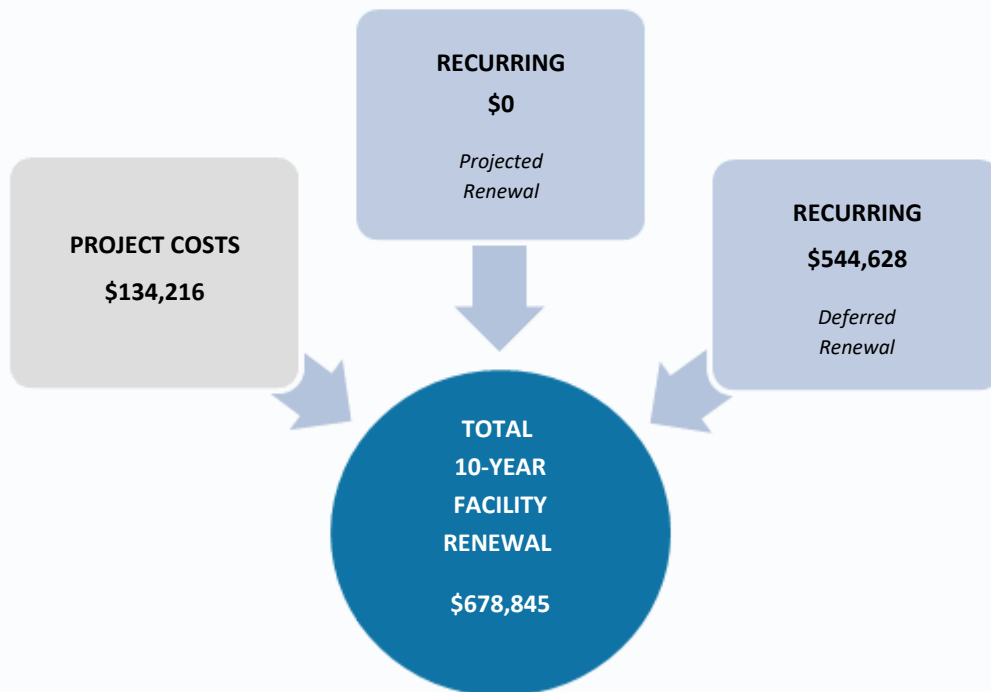 RECURRING
$0
Projected
Renewal
PROJECT COSTS
$134,216
RECURRING
$544,628
Deferred
Renewal
TOTAL
10-YEAR
FACILITY
RENEWAL
$678,845